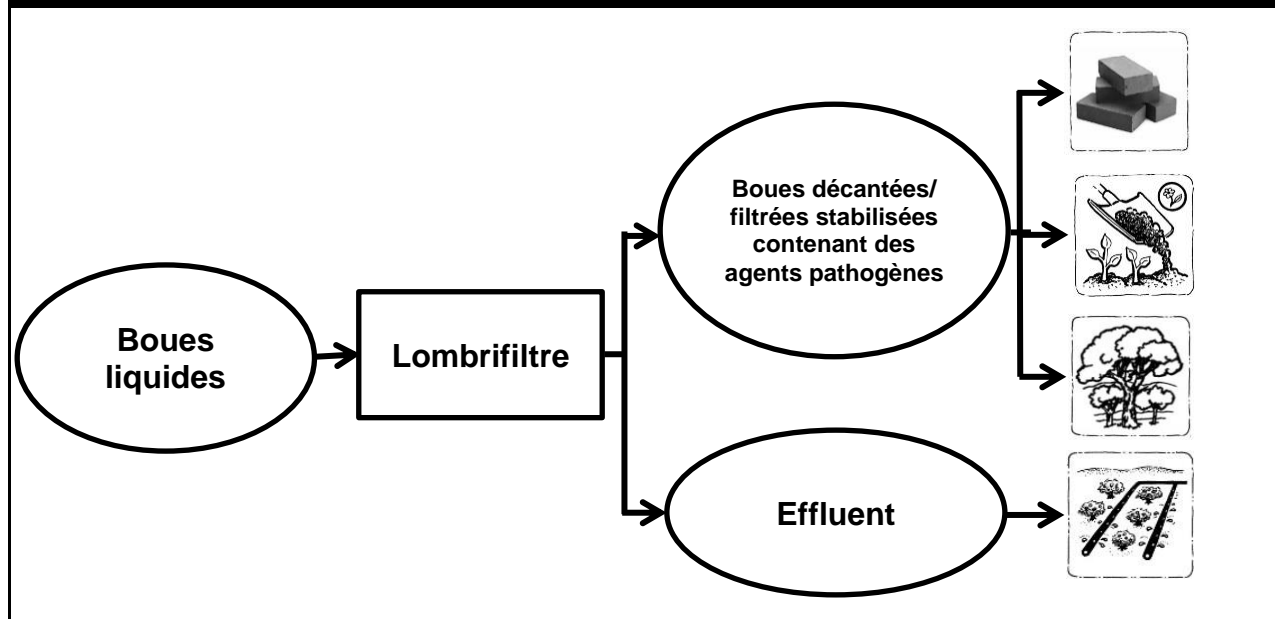 Boues
liquides
Lombrifiltre
Boues décantées/
filtrées stabilisées
contenant des
agents pathogènes
Effluent